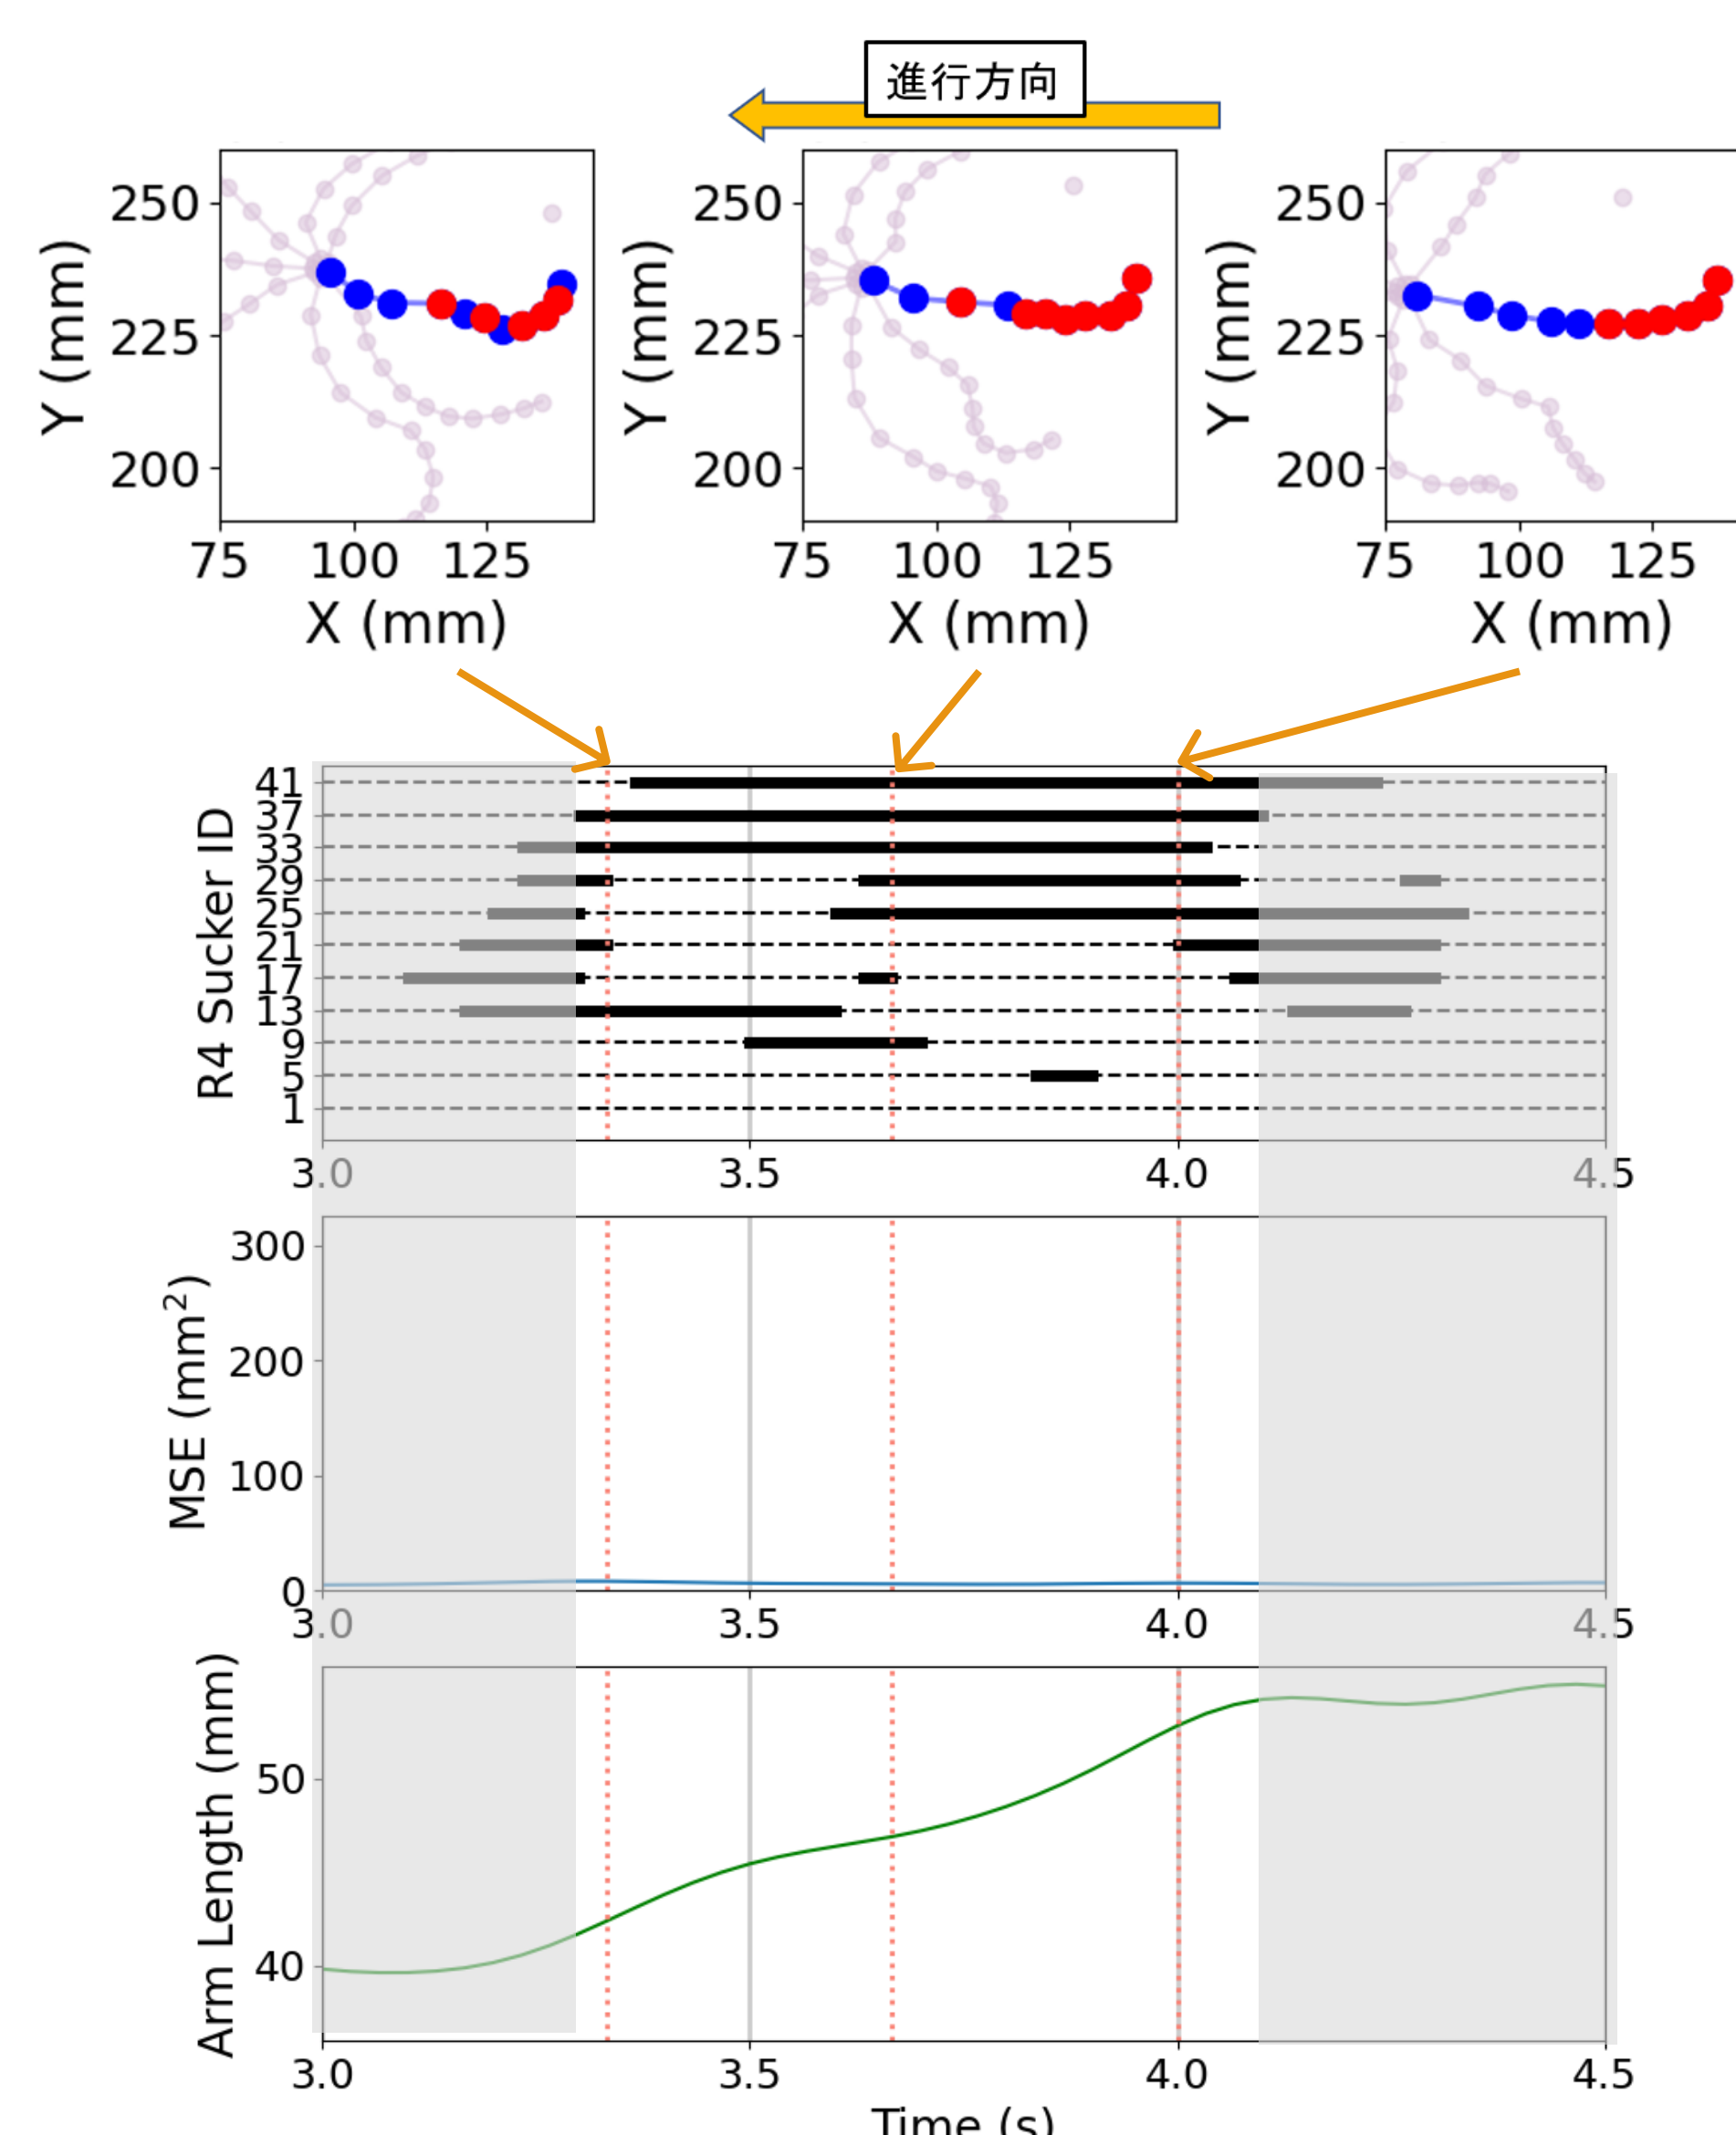 進行方向
250
225
200
Y (mm)
75 100 125
X (mm)
250
225
200
Y (mm)
75 100 125
X (mm)
250
225
200
Y (mm)
75 100 125
X (mm)
R4 Sucker ID
41
37
33
29
25
21
17
13
9
5
1
3.0 3.5 4.0 4.5
MSE (mm²)
300
200
100
0
3.0 3.5 4.0 4.5
Arm Length (mm)
50
40
3.0 3.5 4.0 4.5
Time (s)